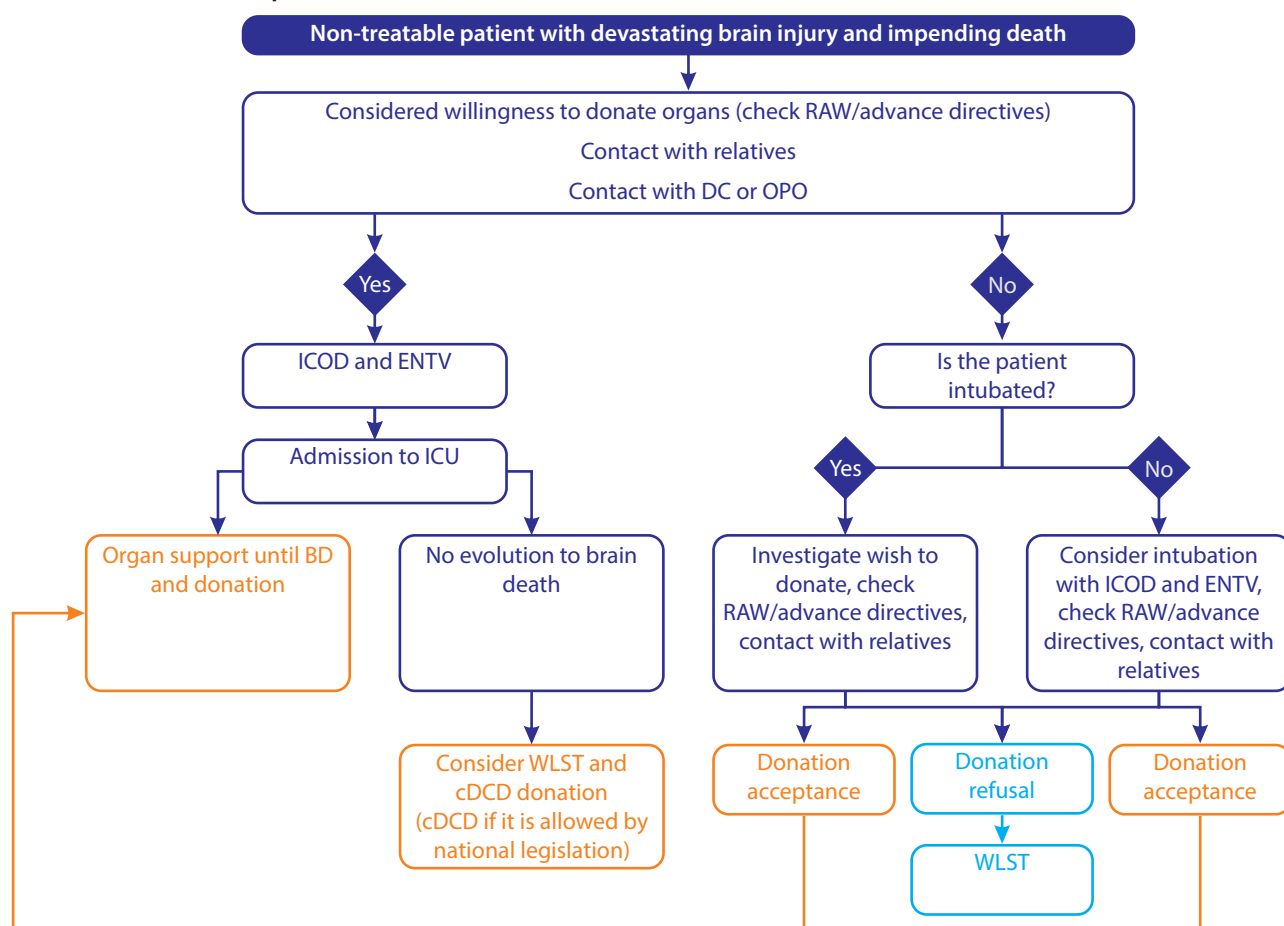 Non-treatable patient with devastating brain injury and impending death
Considered willingness to donate organs (check RAW/advance directives)
Contact with relatives
Contact with DC or OPO
Yes
No
ICOD and ENTV
Is the patient
intubated?
Admission to ICU
Yes
No
Organ support until BD
and donation
No evolution to brain
death
Investigate wish to
donate, check
RAW/advance directives,
contact with relatives
Consider intubation
with ICOD and ENTV,
check RAW/advance
directives, contact with
relatives
Consider WLST and
cDCD donation
(cDCD if it is allowed by
national legislation)
Donation
acceptance
Donation
refusal
Donation
acceptance
WLST